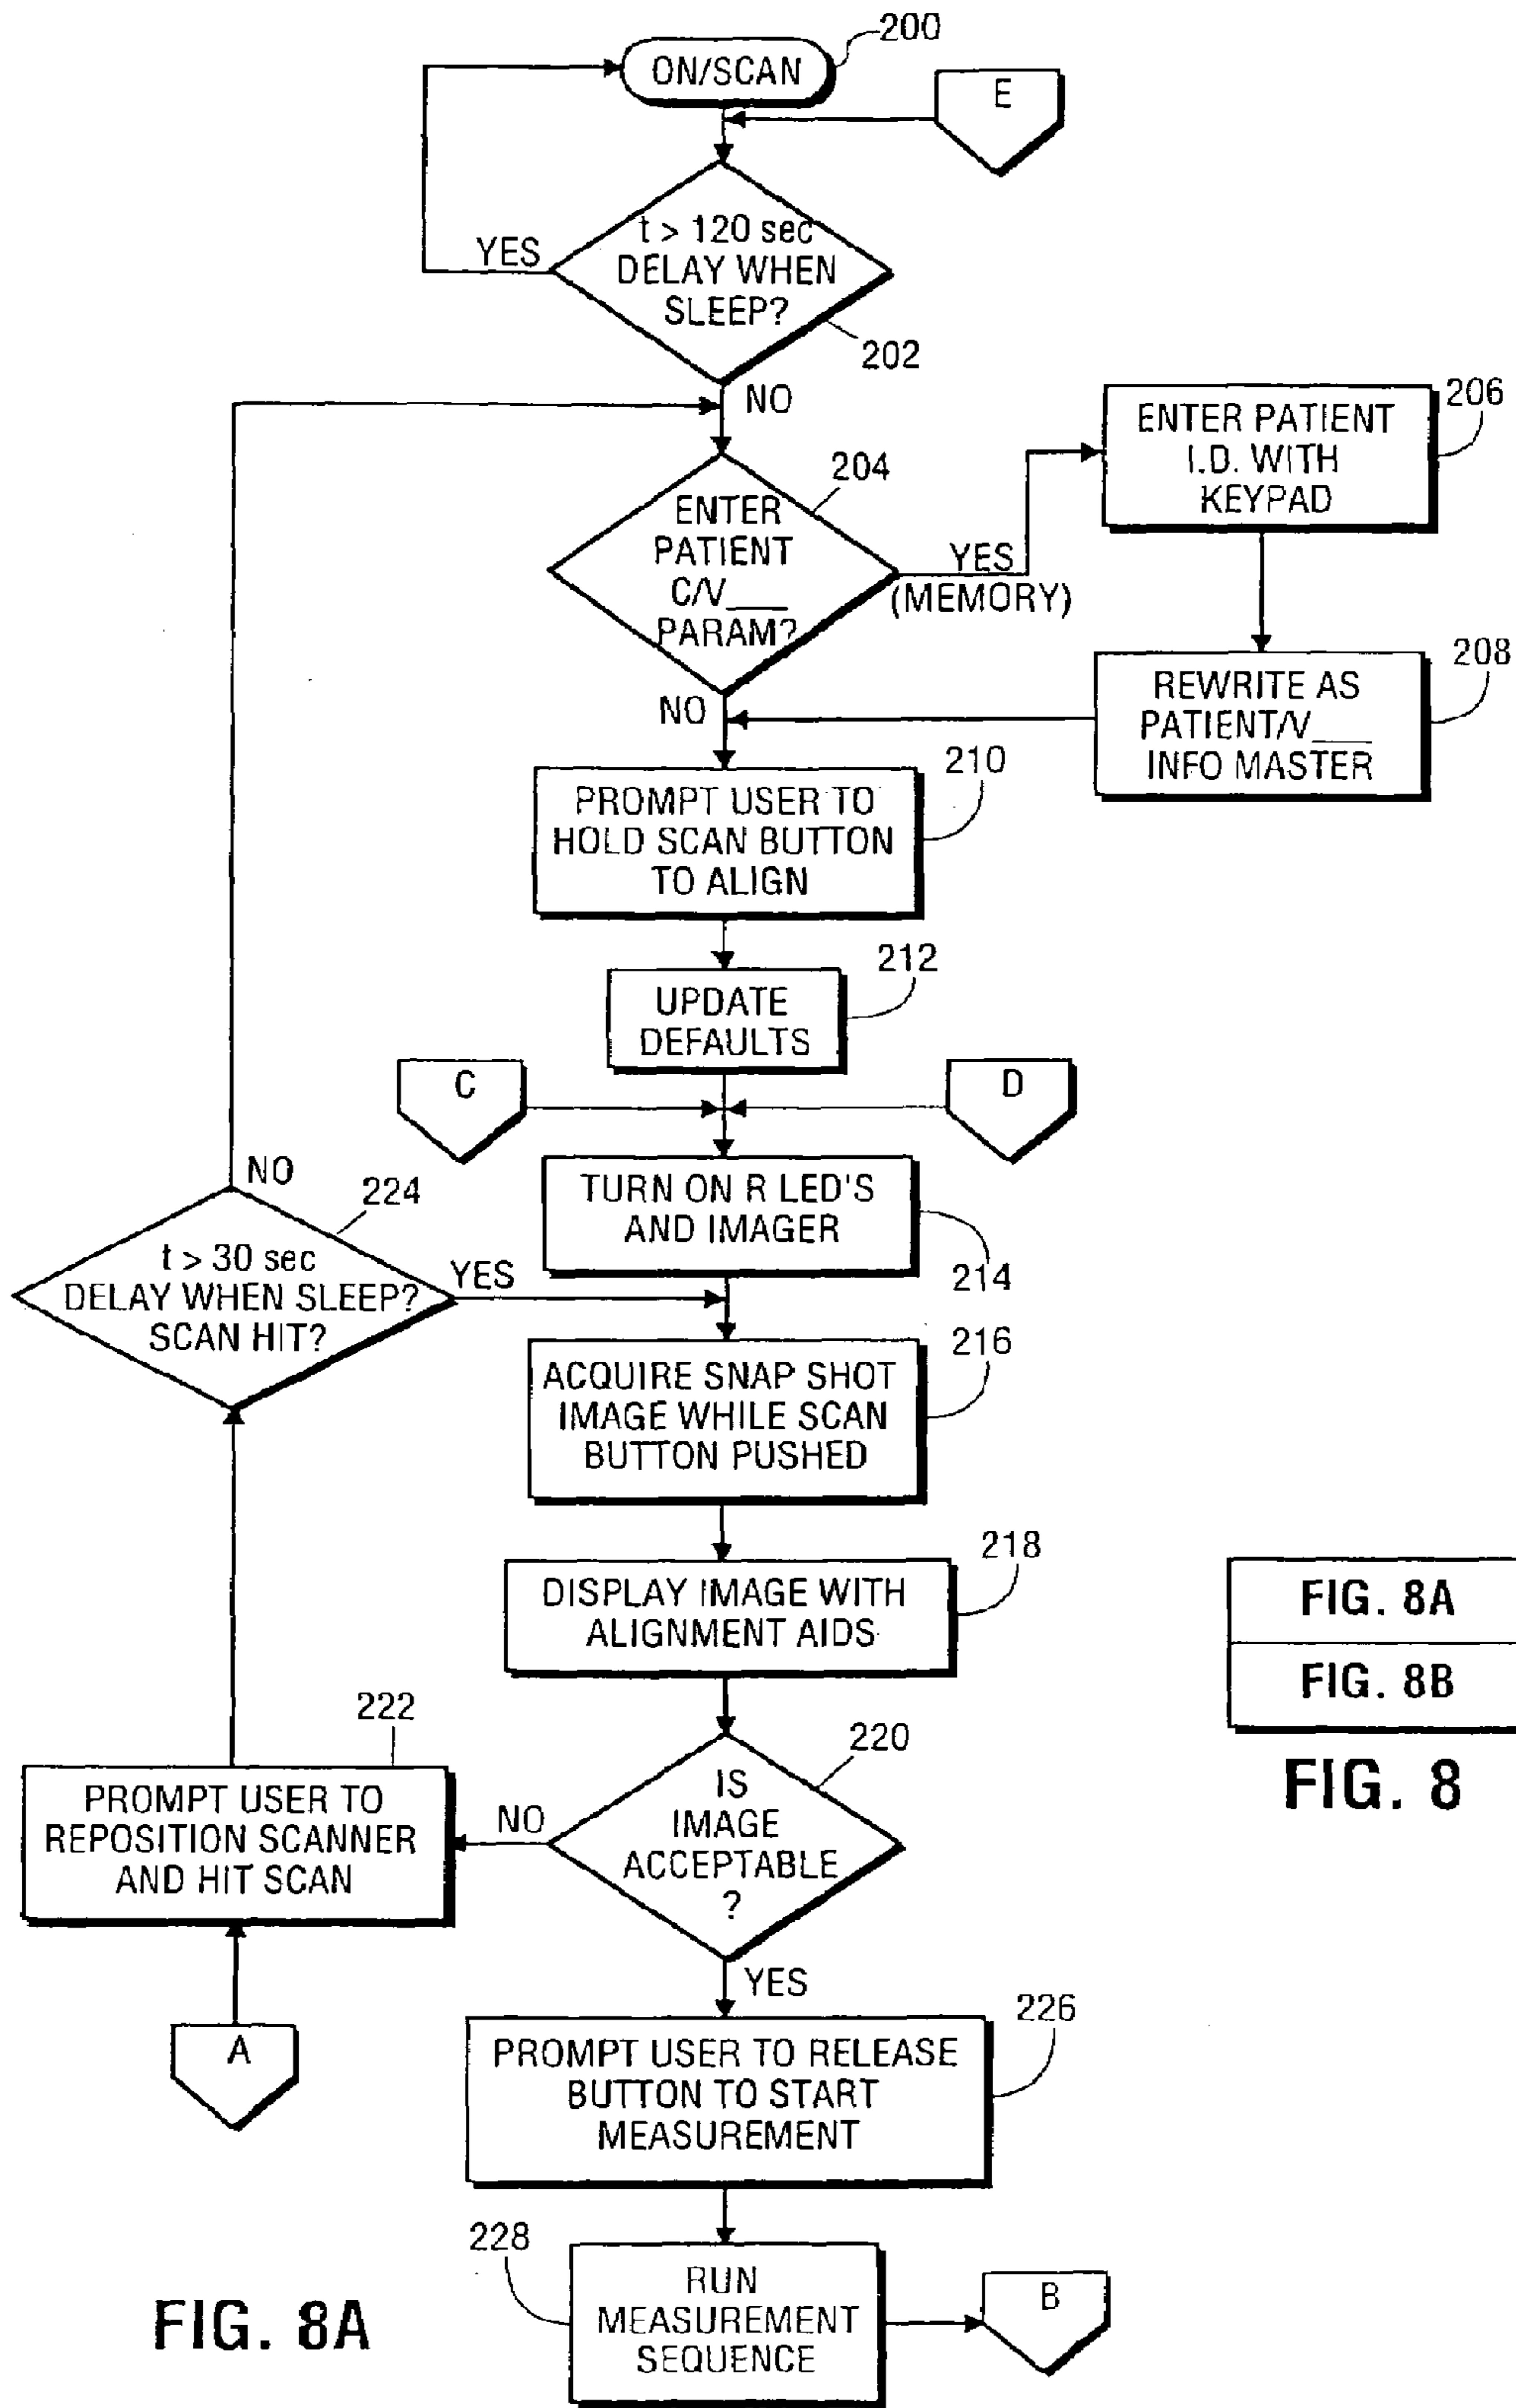 200
ON/SCAN
E
t > 120 sec
DELAY WHEN
SLEEP?
YES
202
NO
204
ENTER
PATIENT
C/V___
PARAM?
YES
(MEMORY)
206
ENTER PATIENT
I.D. WITH
KEYPAD
208
REWRITE AS
PATIENT/V___
INFO MASTER
NO
210
PROMPT USER TO
HOLD SCAN BUTTON
TO ALIGN
212
UPDATE
DEFAULTS
C
D
TURN ON R LED'S
AND IMAGER
214
NO
224
t > 30 sec
DELAY WHEN SLEEP?
SCAN HIT?
YES
216
ACQUIRE SNAP SHOT
IMAGE WHILE SCAN
BUTTON PUSHED
218
DISPLAY IMAGE WITH
ALIGNMENT AIDS
220
IS
IMAGE
ACCEPTABLE
?
NO
222
PROMPT USER TO
REPOSITION SCANNER
AND HIT SCAN
A
YES
226
PROMPT USER TO RELEASE
BUTTON TO START
MEASUREMENT
228
RUN
MEASUREMENT
SEQUENCE
B
FIG. 8A
FIG. 8B
FIG. 8
FIG. 8A